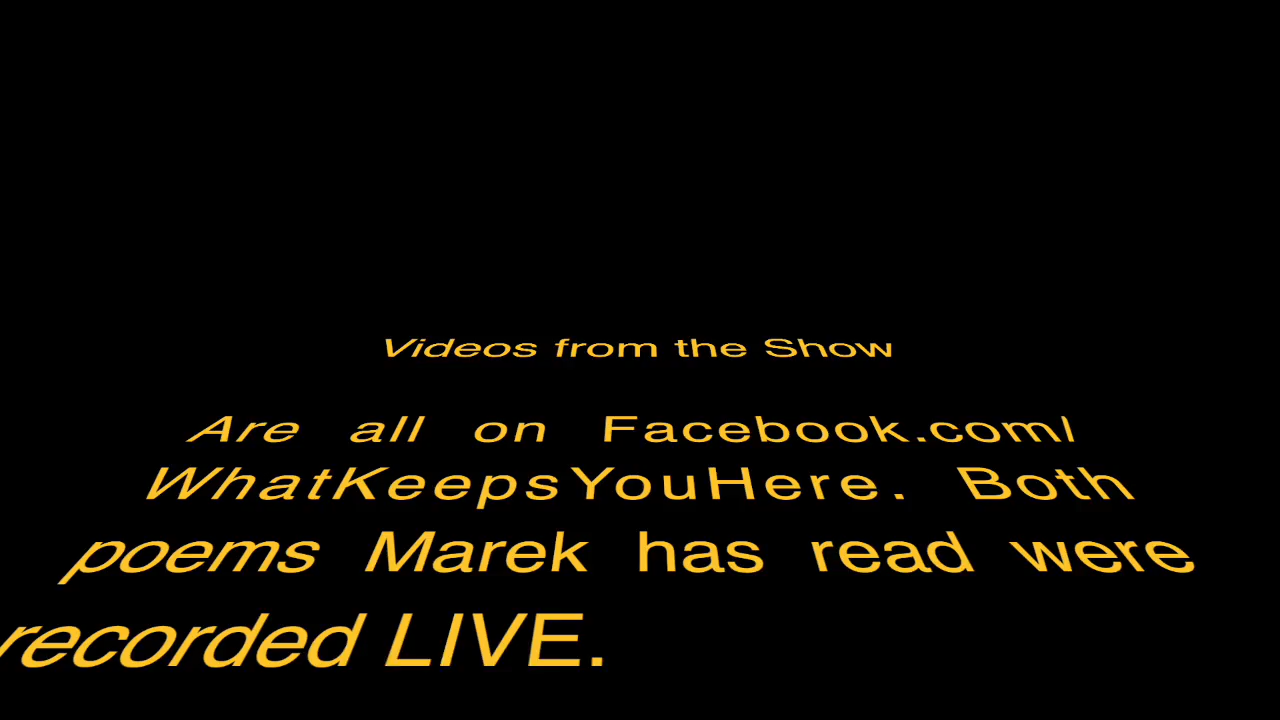 Videos from the Show
Are all on Facebook.com/
WhatKeepsYouHere. Both
poems Marek has read were
recorded LIVE.